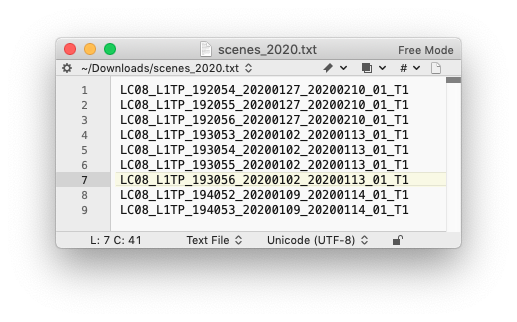 scenes_2020.txt
Free Mode
~/Downloads/scenes_2020.txt
#
1 LC08_L1TP_192054_20200127_20200210_01_T1
2 LC08_L1TP_192055_20200127_20200210_01_T1
3 LC08_L1TP_192056_20200127_20200210_01_T1
4 LC08_L1TP_193053_20200102_20200113_01_T1
5 LC08_L1TP_193054_20200102_20200113_01_T1
6 LC08_L1TP_193055_20200102_20200113_01_T1
7 LC08_L1TP_193056_20200102_20200113_01_T1
8 LC08_L1TP_194052_20200109_20200114_01_T1
9 LC08_L1TP_194053_20200109_20200114_01_T1
L: 7 C: 41 Text File Unicode (UTF-8)